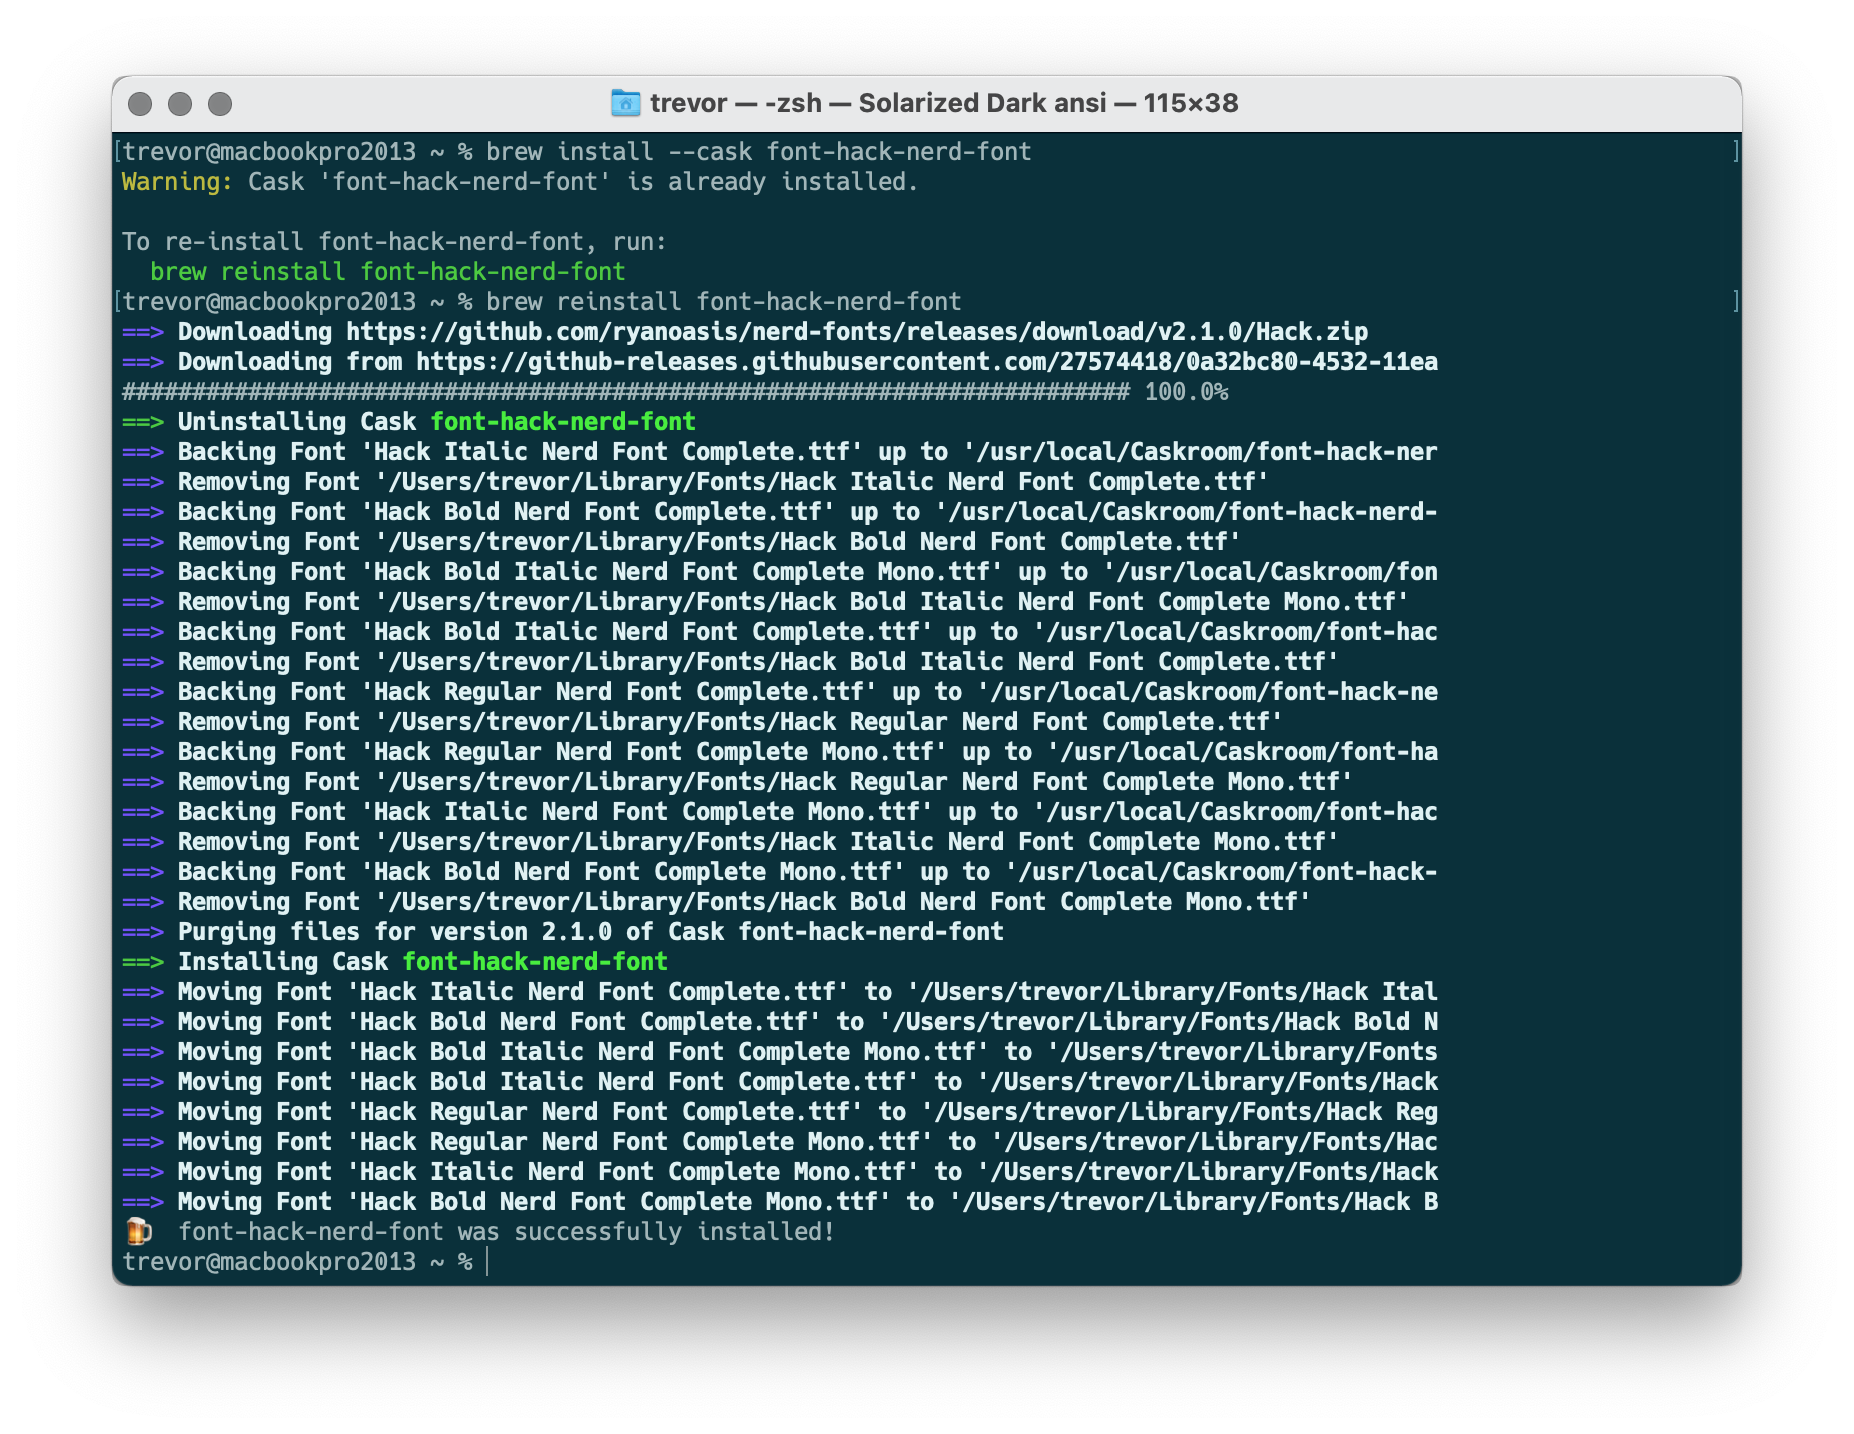 trevor — -zsh — Solarized Dark ansi — 115×38
[trevor@macbookpro2013 ~ % brew install --cask font-hack-nerd-font ]
Warning: Cask 'font-hack-nerd-font' is already installed.
To re-install font-hack-nerd-font, run:
  brew reinstall font-hack-nerd-font
[trevor@macbookpro2013 ~ % brew reinstall font-hack-nerd-font ]
==> Downloading https://github.com/ryanoasis/nerd-fonts/releases/download/v2.1.0/Hack.zip
==> Downloading from https://github-releases.githubusercontent.com/27574418/0a32bc80-4532-11ea
######################################################################## 100.0%
==> Uninstalling Cask font-hack-nerd-font
==> Backing Font 'Hack Italic Nerd Font Complete.ttf' up to '/usr/local/Caskroom/font-hack-ner
==> Removing Font '/Users/trevor/Library/Fonts/Hack Italic Nerd Font Complete.ttf'
==> Backing Font 'Hack Bold Nerd Font Complete.ttf' up to '/usr/local/Caskroom/font-hack-nerd-
==> Removing Font '/Users/trevor/Library/Fonts/Hack Bold Nerd Font Complete.ttf'
==> Backing Font 'Hack Bold Italic Nerd Font Complete Mono.ttf' up to '/usr/local/Caskroom/fon
==> Removing Font '/Users/trevor/Library/Fonts/Hack Bold Italic Nerd Font Complete Mono.ttf'
==> Backing Font 'Hack Bold Italic Nerd Font Complete.ttf' up to '/usr/local/Caskroom/font-hac
==> Removing Font '/Users/trevor/Library/Fonts/Hack Bold Italic Nerd Font Complete.ttf'
==> Backing Font 'Hack Regular Nerd Font Complete.ttf' up to '/usr/local/Caskroom/font-hack-ne
==> Removing Font '/Users/trevor/Library/Fonts/Hack Regular Nerd Font Complete.ttf'
==> Backing Font 'Hack Regular Nerd Font Complete Mono.ttf' up to '/usr/local/Caskroom/font-ha
==> Removing Font '/Users/trevor/Library/Fonts/Hack Regular Nerd Font Complete Mono.ttf'
==> Backing Font 'Hack Italic Nerd Font Complete Mono.ttf' up to '/usr/local/Caskroom/font-hac
==> Removing Font '/Users/trevor/Library/Fonts/Hack Italic Nerd Font Complete Mono.ttf'
==> Backing Font 'Hack Bold Nerd Font Complete Mono.ttf' up to '/usr/local/Caskroom/font-hack-
==> Removing Font '/Users/trevor/Library/Fonts/Hack Bold Nerd Font Complete Mono.ttf'
==> Purging files for version 2.1.0 of Cask font-hack-nerd-font
==> Installing Cask font-hack-nerd-font
==> Moving Font 'Hack Italic Nerd Font Complete.ttf' to '/Users/trevor/Library/Fonts/Hack Ital
==> Moving Font 'Hack Bold Nerd Font Complete.ttf' to '/Users/trevor/Library/Fonts/Hack Bold N
==> Moving Font 'Hack Bold Italic Nerd Font Complete Mono.ttf' to '/Users/trevor/Library/Fonts
==> Moving Font 'Hack Bold Italic Nerd Font Complete.ttf' to '/Users/trevor/Library/Fonts/Hack
==> Moving Font 'Hack Regular Nerd Font Complete.ttf' to '/Users/trevor/Library/Fonts/Hack Reg
==> Moving Font 'Hack Regular Nerd Font Complete Mono.ttf' to '/Users/trevor/Library/Fonts/Hac
==> Moving Font 'Hack Italic Nerd Font Complete Mono.ttf' to '/Users/trevor/Library/Fonts/Hack
==> Moving Font 'Hack Bold Nerd Font Complete Mono.ttf' to '/Users/trevor/Library/Fonts/Hack B
🍺  font-hack-nerd-font was successfully installed!
trevor@macbookpro2013 ~ %